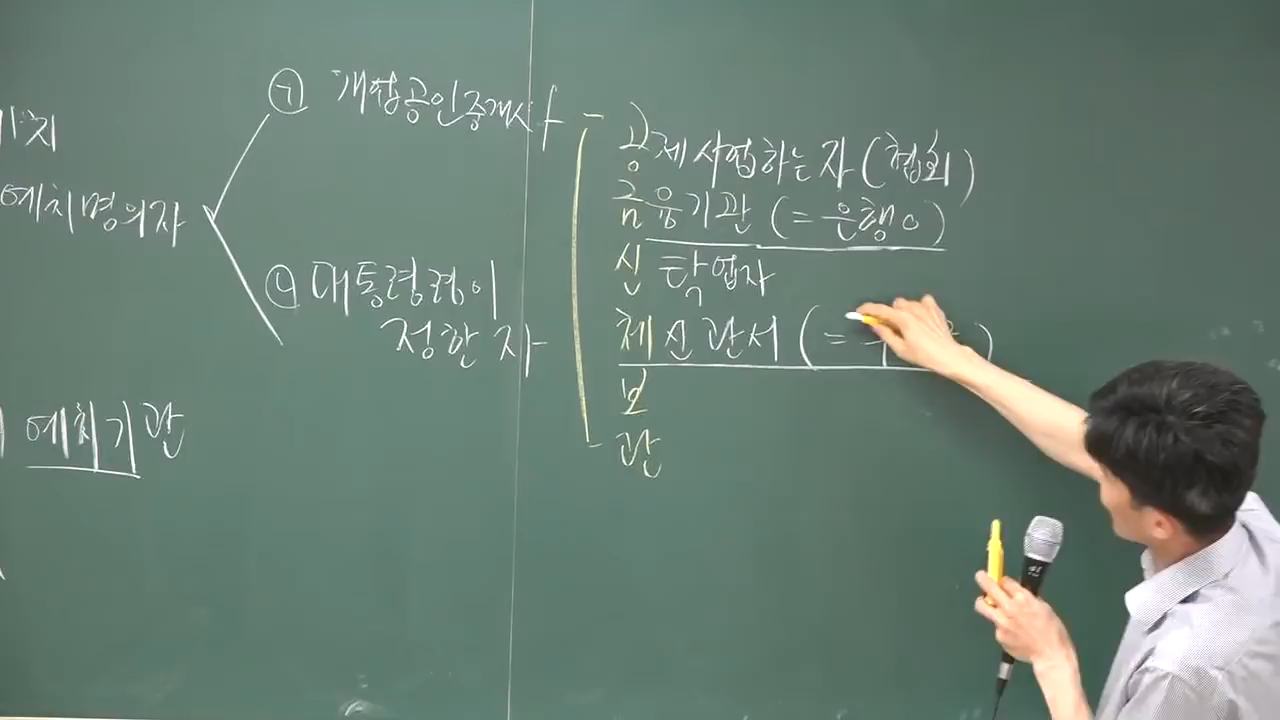 예치명의자
㉠ 개업공인중개사
㉡ 대통령령이
정한 자
예치기관
공제사업하는 자 (협회)
금융기관 (= 은행 ○)
신탁업자
체신관서 (=
보
관